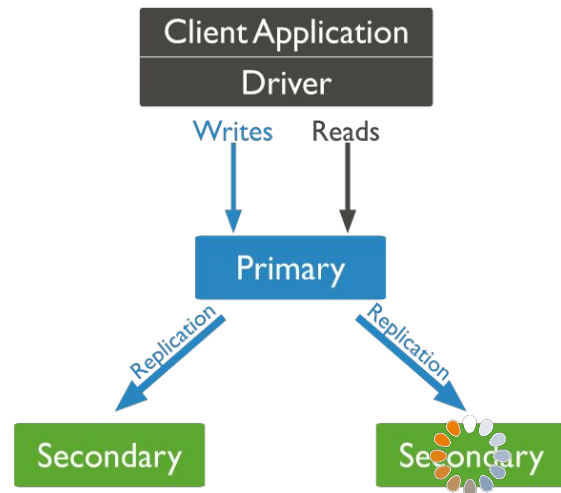 Client Application
Driver
Writes
Reads
Primary
Replication
Replication
Secondary
Secondary